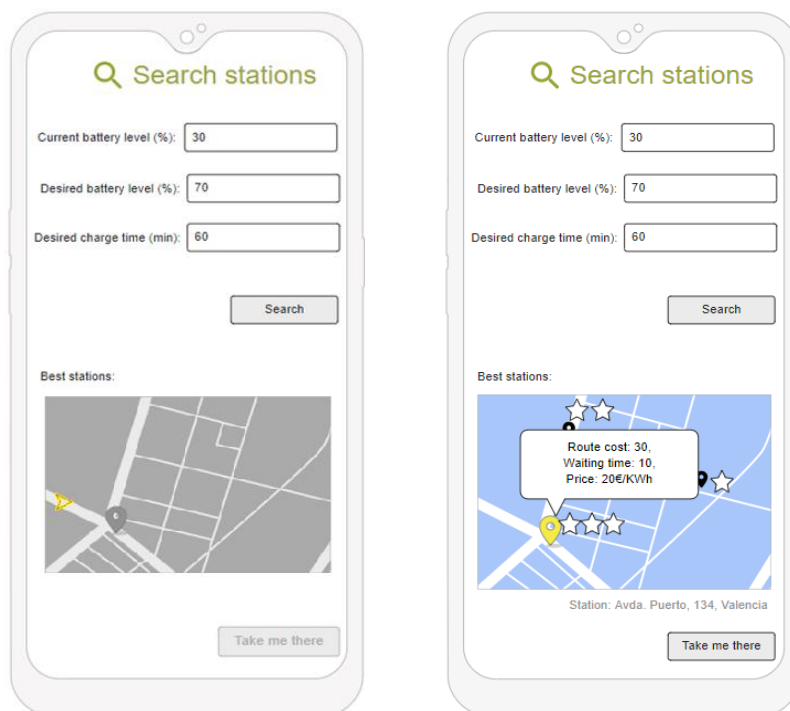 Search stations
Current battery level (%): 30
Desired battery level (%): 70
Desired charge time (min): 60
Search
Best stations:
Take me there
Search stations
Current battery level (%): 30
Desired battery level (%): 70
Desired charge time (min): 60
Search
Best stations:
Route cost: 30,
Waiting time: 10,
Price: 20€/KWh
Station: Avda. Puerto, 134, Valencia
Take me there